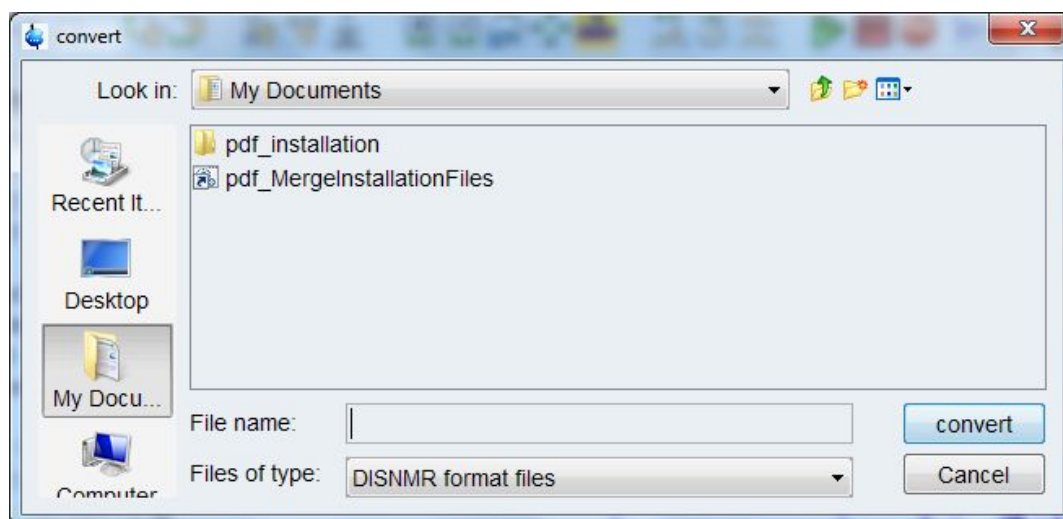 convert
Look in: My Documents
pdf_installation
pdf_MergeInstallationFiles
Recent It...
Desktop
My Docu...
Computer
File name:
convert
Files of type: DISNMR format files
Cancel